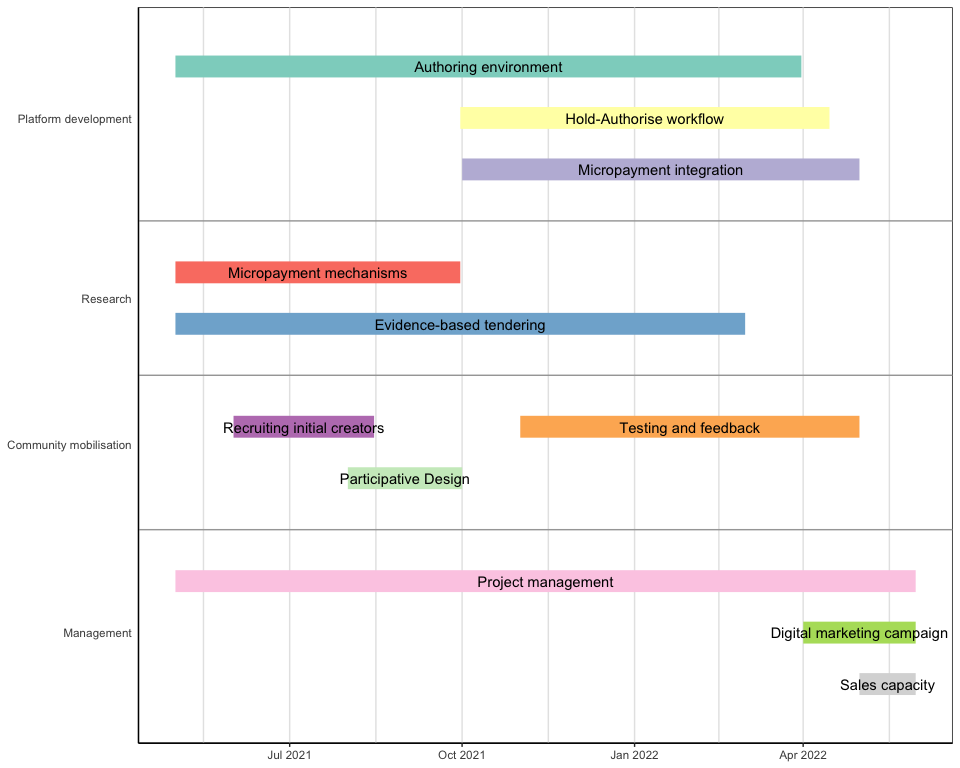 Authoring environment
Platform development
Hold-Authorise workflow
Micropayment integration
Micropayment mechanisms
Research
Evidence-based tendering
Recruiting initial creators
Testing and feedback
Community mobilisation
Participative Design
Project management
Management
Digital marketing campaign
Sales capacity
Jul 2021
Oct 2021
Jan 2022
Apr 2022